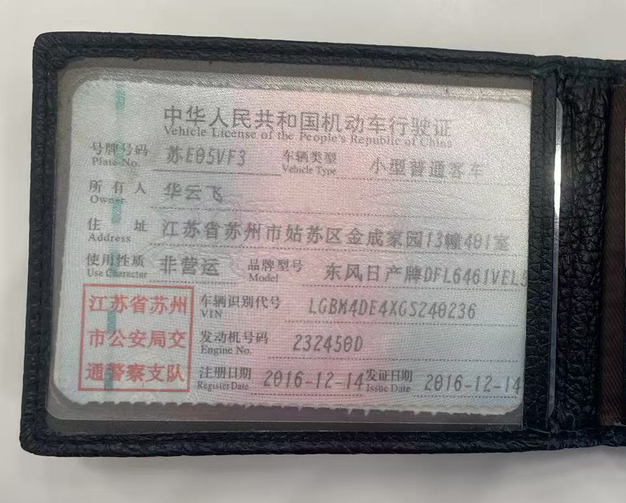 中华人民共和国机动车行驶证
Vehicle License of the People's Republic of China
号牌号码 苏E05VF3 车辆类型 小型普通客车
Plate No. Vehicle Type
所有人 华云飞
Owner
住址 江苏省苏州市姑苏区金成家园13幢401室
Address
使用性质 非营运 品牌型号 东风日产牌DFL6461VEL5
Use Character Model
江苏省苏州
市公安局交
通警察支队
车辆识别代号 LGBM4DE4XGS240236
VIN
发动机号码 232450D
Engine No.
注册日期 2016-12-14 发证日期 2016-12-14
Register Date Issue Date